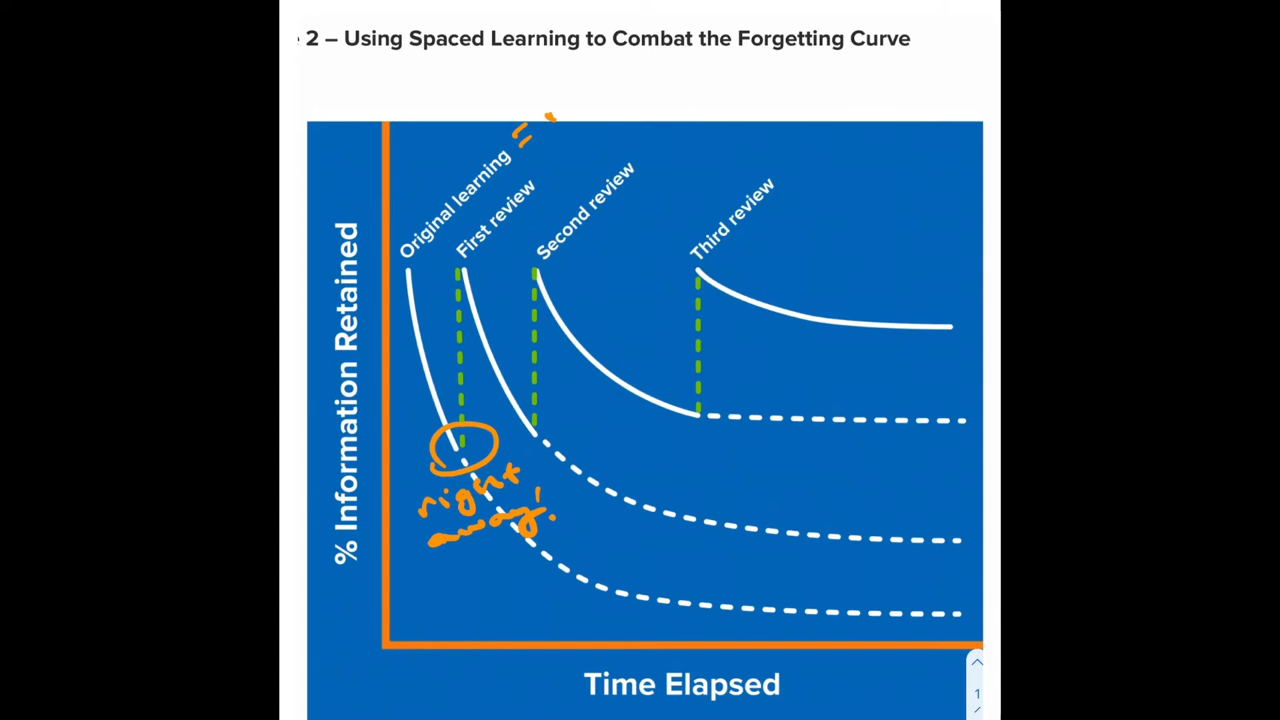 2 – Using Spaced Learning to Combat the Forgetting Curve
Original learning =
First review
Second review
Third review
% Information Retained
right
away!
Time Elapsed
1